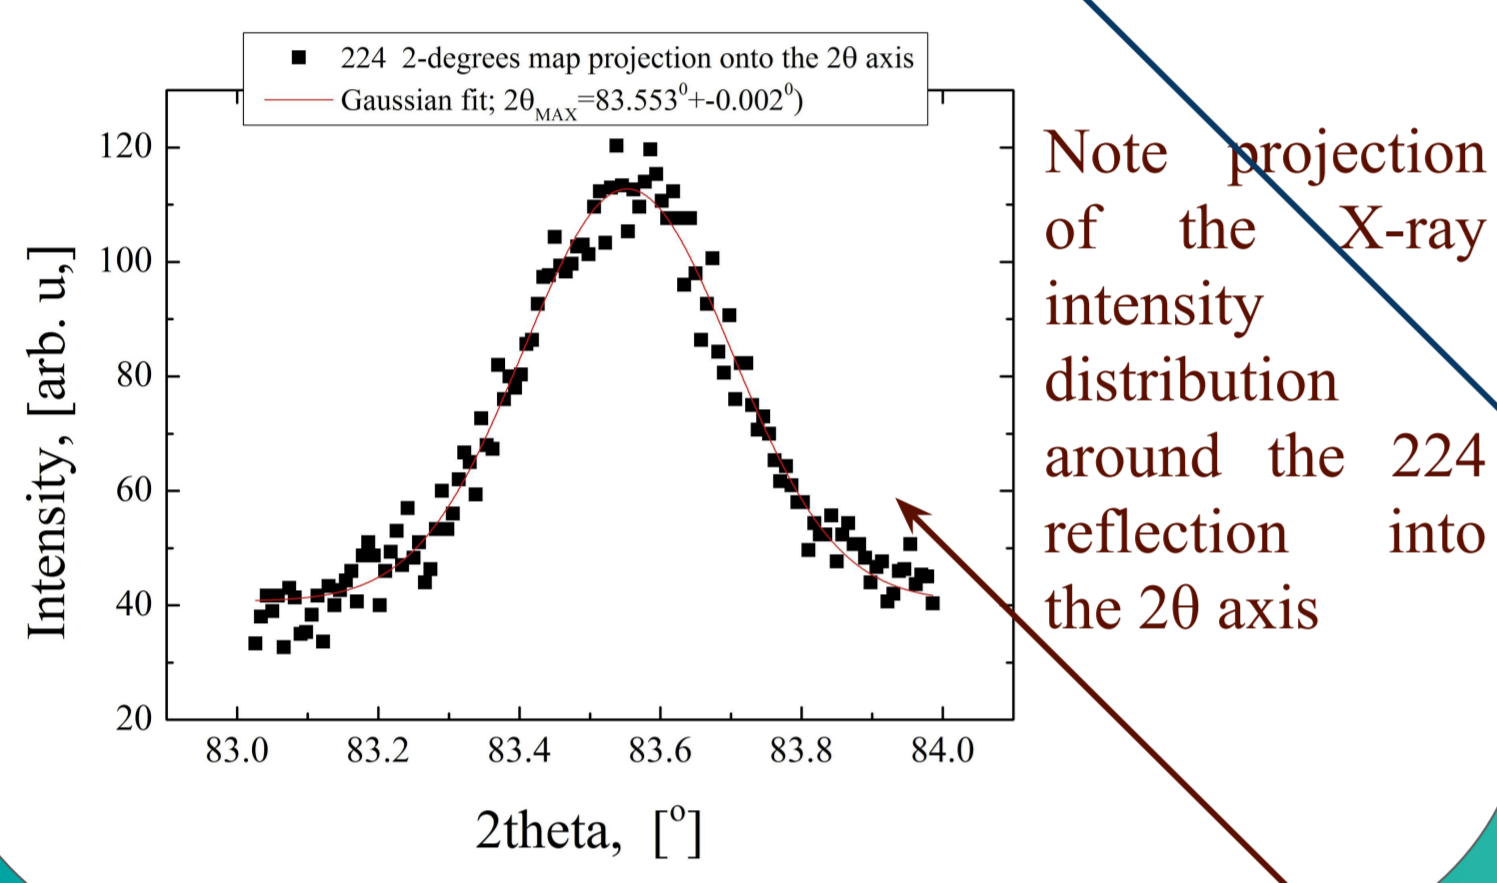 224 2-degrees map projection onto the 2θ axis
Gaussian fit; 2θMAX=83.553⁰+-0.002⁰)
120
100
80
60
40
20
Intensity, [arb. u,]
83.0 83.2 83.4 83.6 83.8 84.0
2theta, [°]
Note projection
of the X-ray
intensity
distribution
around the 224
reflection into
the 2θ axis